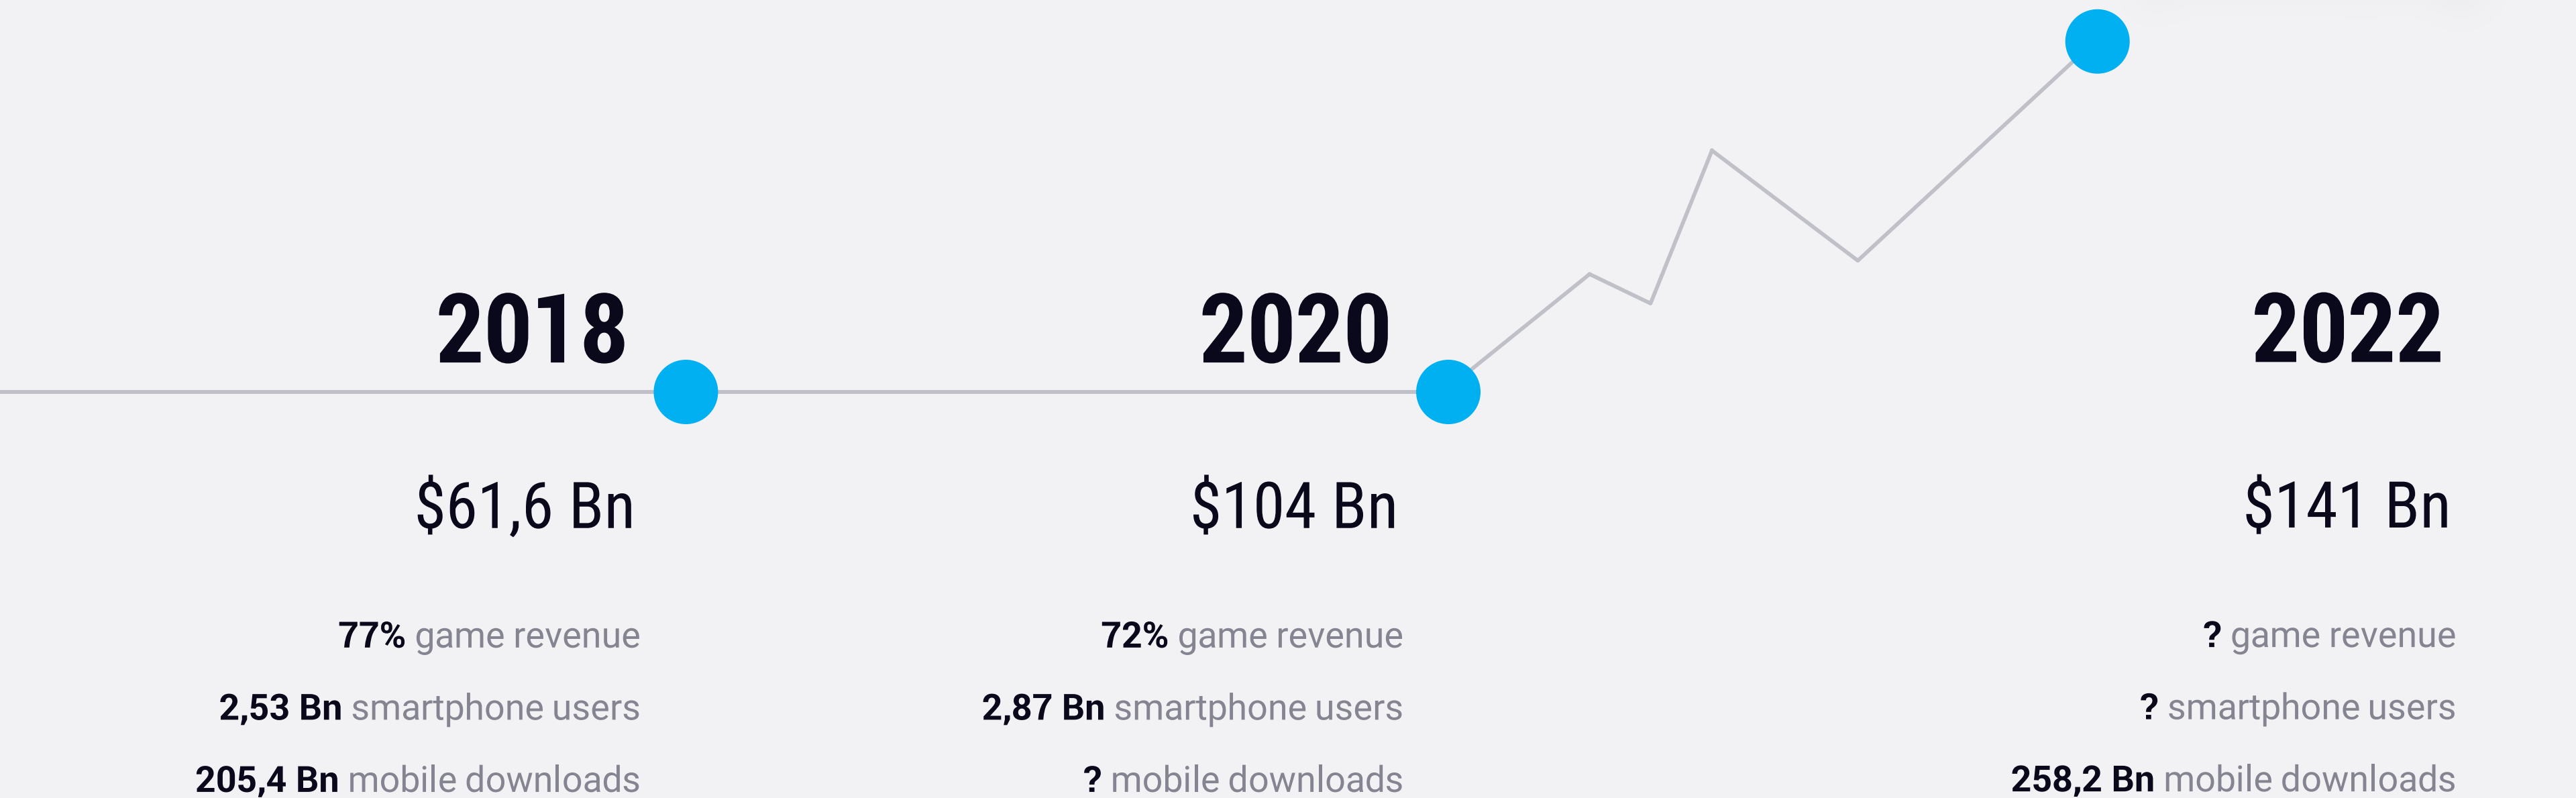 2018
$61,6 Bn
77% game revenue
2,53 Bn smartphone users
205,4 Bn mobile downloads
2020
$104 Bn
72% game revenue
2,87 Bn smartphone users
? mobile downloads
2022
$141 Bn
? game revenue
? smartphone users
258,2 Bn mobile downloads